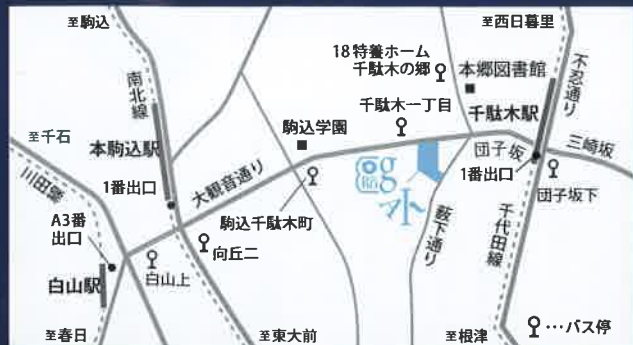 至駒込
至西日暮里
18特養ホーム
千駄木の郷
本郷図書館
南北線
不忍通り
千駄木一丁目
千駄木駅
至千石
駒込学園
本駒込駅
三崎坂
団子坂
三田線
1番出口
大観音通り
1番出口
団子坂下
A3番
出口
駒込千駄木町
藪下通り
千代田線
向丘二
白山上
白山駅
至春日
至東大前
至根津
…バス停